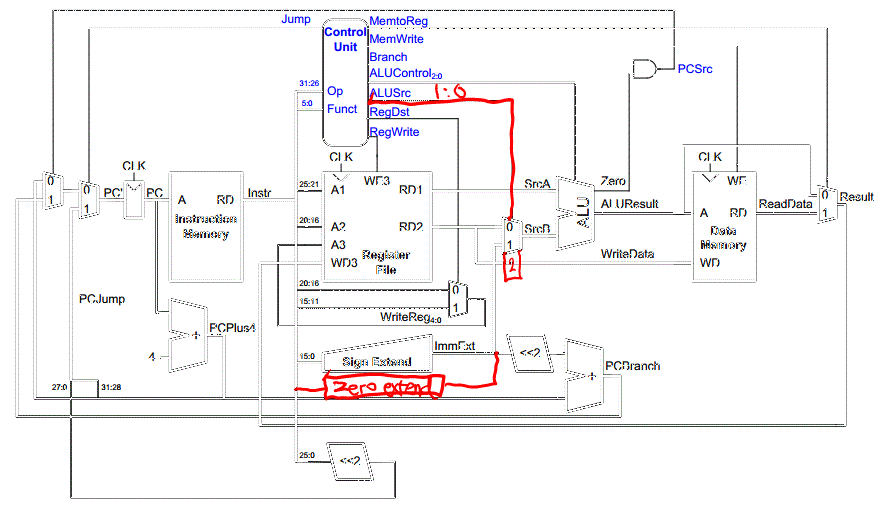 Jump
MemtoReg
Control
Unit
MemWrite
Branch
ALUControl2:0
31:26
Op
ALUSrc
1:0
5:0
Funct
RegDst
PCSrc
RegWrite
CLK
CLK
CLK
0
1
0
1
PC'
PC
A
RD
Instruction
Memory
Instr
25:21
A1
WE3
RD1
SrcA
Zero
WE
0
1
Result
20:16
A2
RD2
0
SrcB
1
2
ALU
ALUResult
A
RD
ReadData
Data
Memory
A3
WD3
Register
File
WriteData
WD
20:16
0
15:11
1
WriteReg4:0
PCJump
PCPlus4
+
4
15:0
Sign Extend
ImmExt
<<2
+
PCBranch
27:0
31:28
Zero extend
25:0
<<2